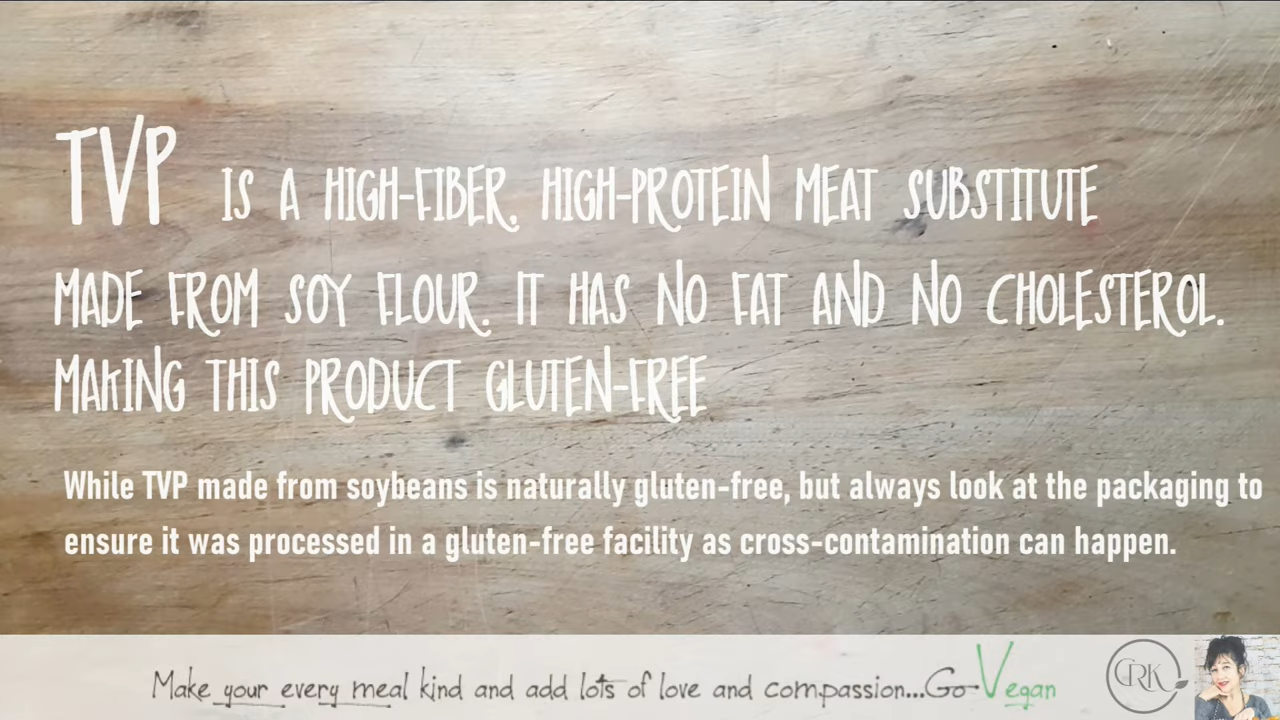 TVP IS A HIGH-FIBER, HIGH-PROTEIN MEAT SUBSTITUTE
MADE FROM SOY FLOUR. IT HAS NO FAT AND NO CHOLESTEROL.
MAKING THIS PRODUCT GLUTEN-FREE
While TVP made from soybeans is naturally gluten-free, but always look at the packaging to
ensure it was processed in a gluten-free facility as cross-contamination can happen.
Make your every meal kind and add lots of love and compassion...Go Vegan
CRK